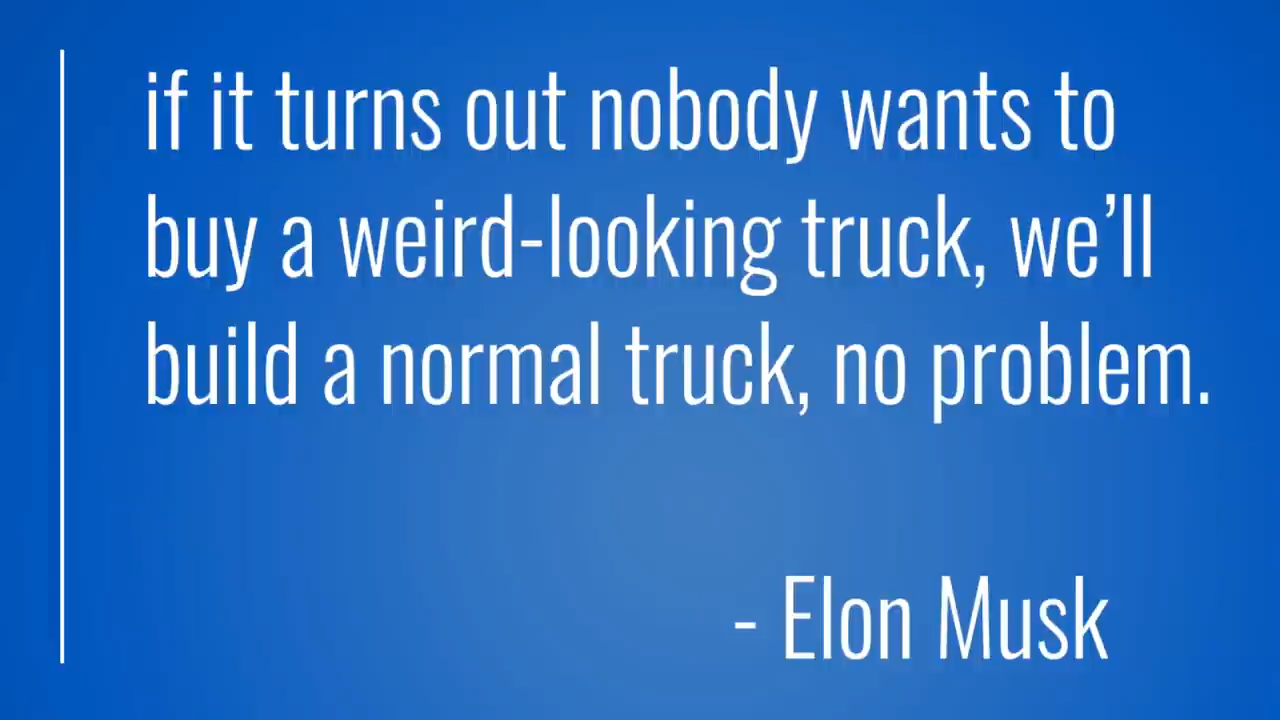 if it turns out nobody wants to
buy a weird-looking truck, we’ll
build a normal truck, no problem.
- Elon Musk